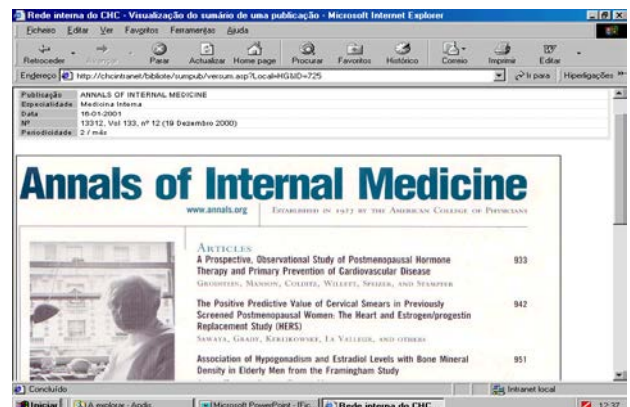 Rede interna do CHC - Visualização do sumário de uma publicação - Microsoft Internet Explorer
Ficheiro Editar Ver Favoritos Ferramentas Ajuda
Retroceder Avançar Parar Actualizar Home page Procurar Favoritos Histórico Correio Imprimir Editar
Endereço http://chcintranet/bibliote/sumpub/versum.asp?Local=HG&ID=725 Ir para Hiperligações »
Publicação ANNALS OF INTERNAL MEDICINE
Especialidade Medicina Interna
Data 16-01-2001
Nº 13312, Vol 133, nº 12 (19 Dezembro 2000)
Periodicidade 2 / mês
Annals of Internal Medicine
www.annals.org ESTABLISHED IN 1927 BY THE AMERICAN COLLEGE OF PHYSICIANS
ARTICLES
A Prospective, Observational Study of Postmenopausal Hormone 933
Therapy and Primary Prevention of Cardiovascular Disease
GRODSTEIN, MANSON, COLDITZ, WILLETT, SPEIZER, AND STAMPFER
The Positive Predictive Value of Cervical Smears in Previously 942
Screened Postmenopausal Women: The Heart and Estrogen/progestin
Replacement Study (HERS)
SAWAYA, GRADY, KERLIKOWSKE, LA VALLEUR, AND OTHERS
Association of Hypogonadism and Estradiol Levels with Bone Mineral 951
Density in Elderly Men from the Framingham Study
Concluído Intranet local
Iniciar A explorar - Apdis Microsoft PowerPoint - Rede interna do CHC 12:37